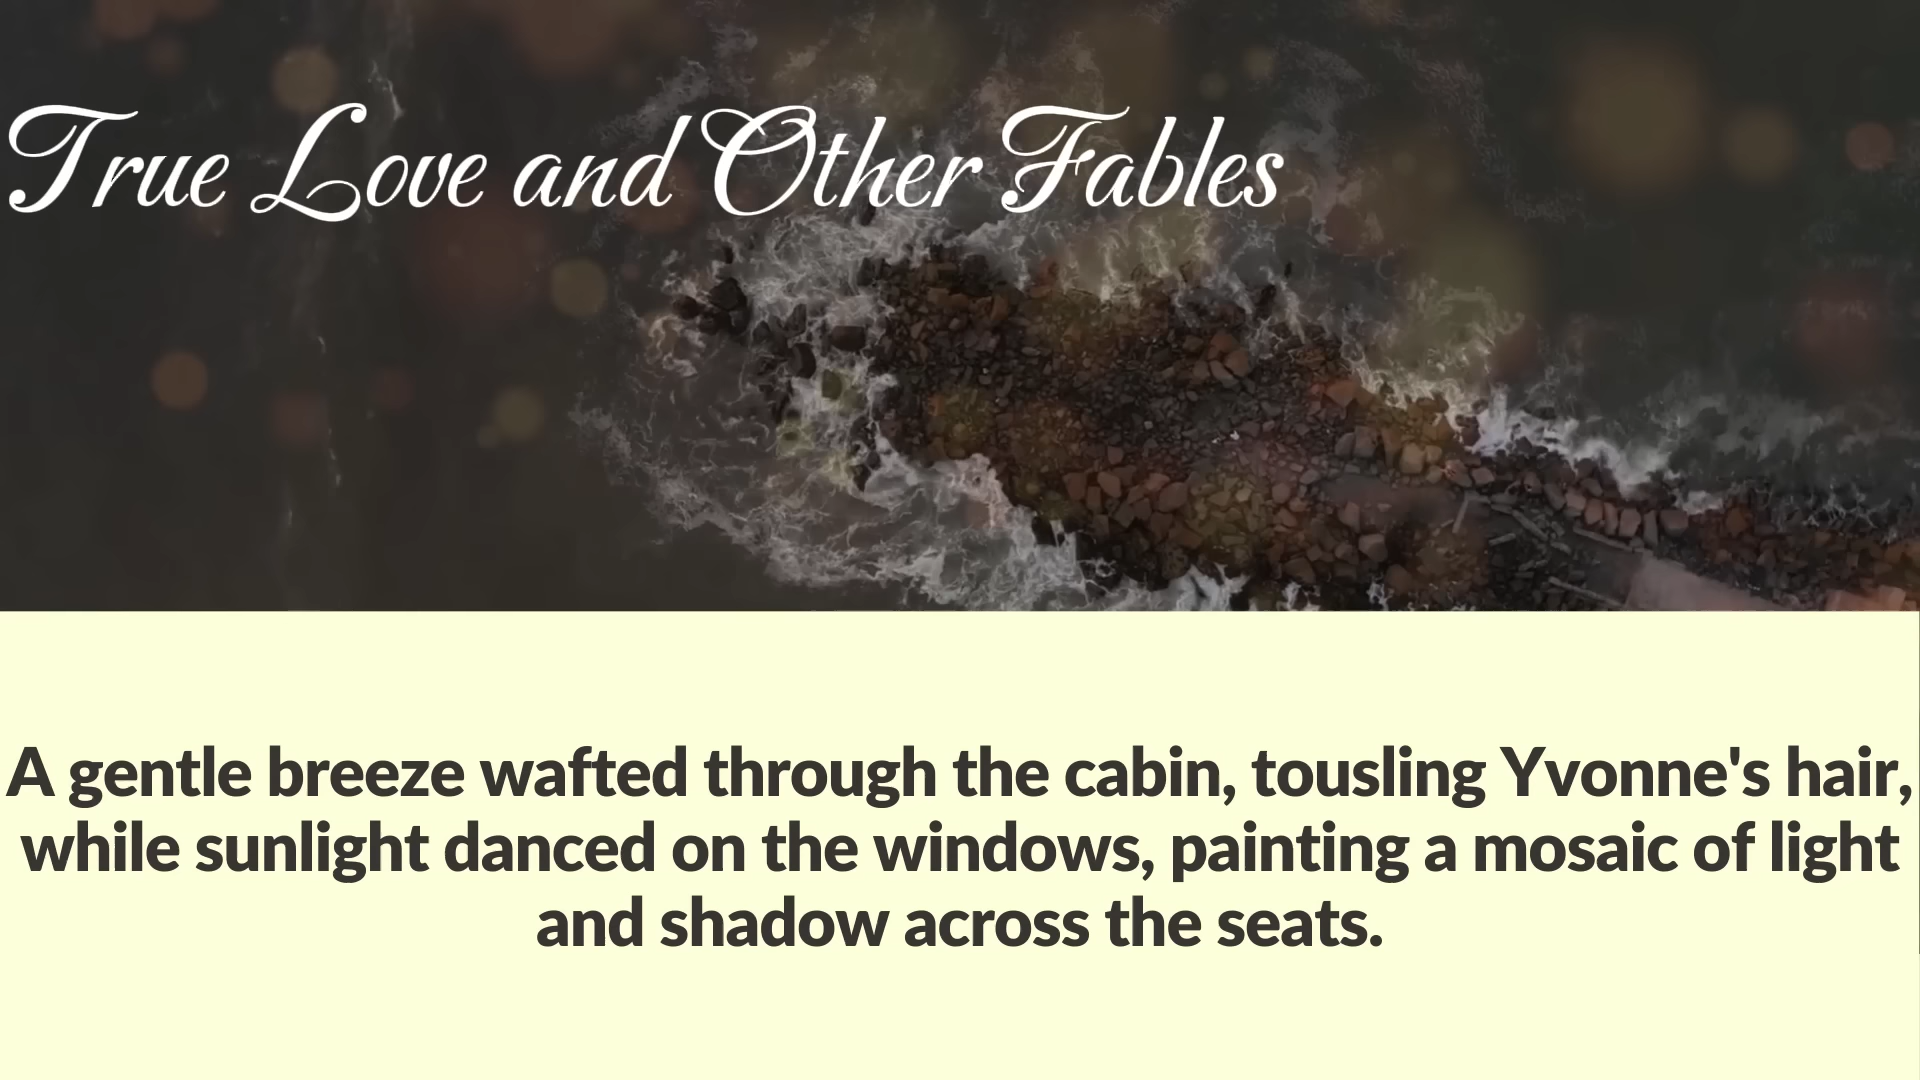 True Love and Other Fables
A gentle breeze wafted through the cabin, tousling Yvonne's hair,
while sunlight danced on the windows, painting a mosaic of light
and shadow across the seats.